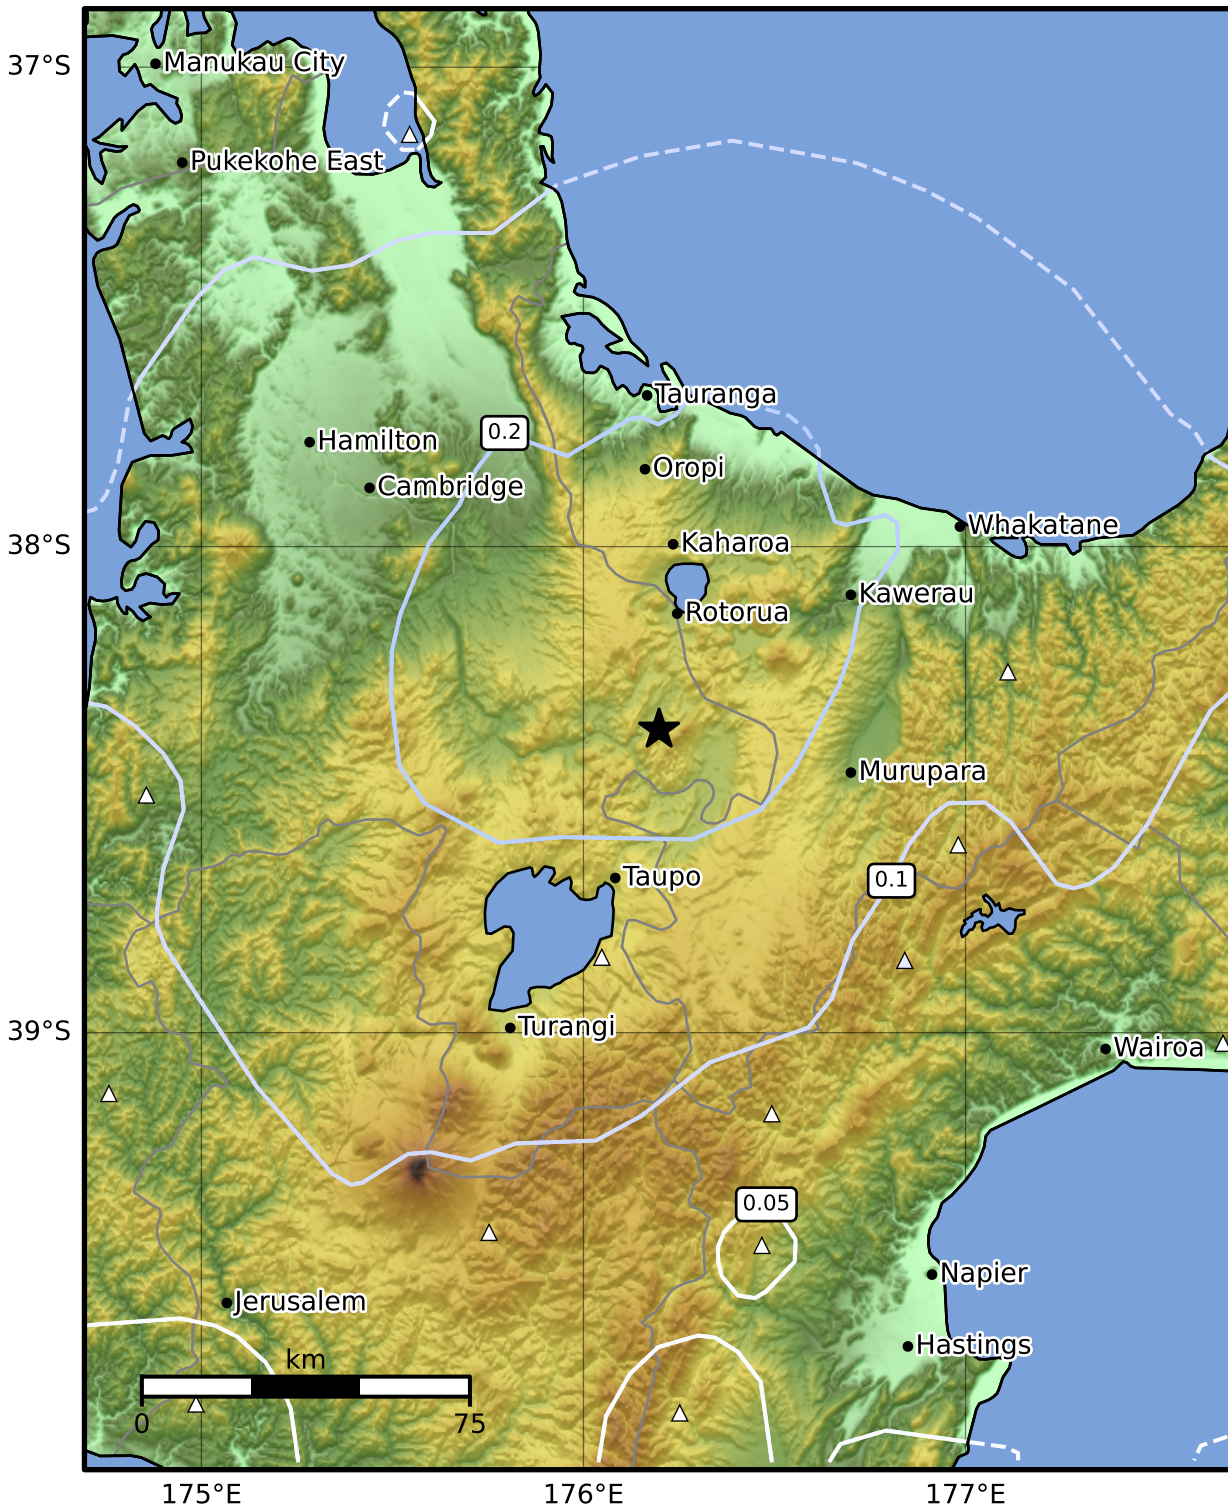 37°S
Manukau City
Pukekohe East
Tauranga
0.2
Hamilton
Oropi
Cambridge
Whakatane
38°S
Kaharoa
Kawerau
Rotorua
Murupara
Taupo
0.1
39°S
Turangi
Wairoa
0.05
Napier
Jerusalem
Hastings
km
0
75
175°E
176°E
177°E